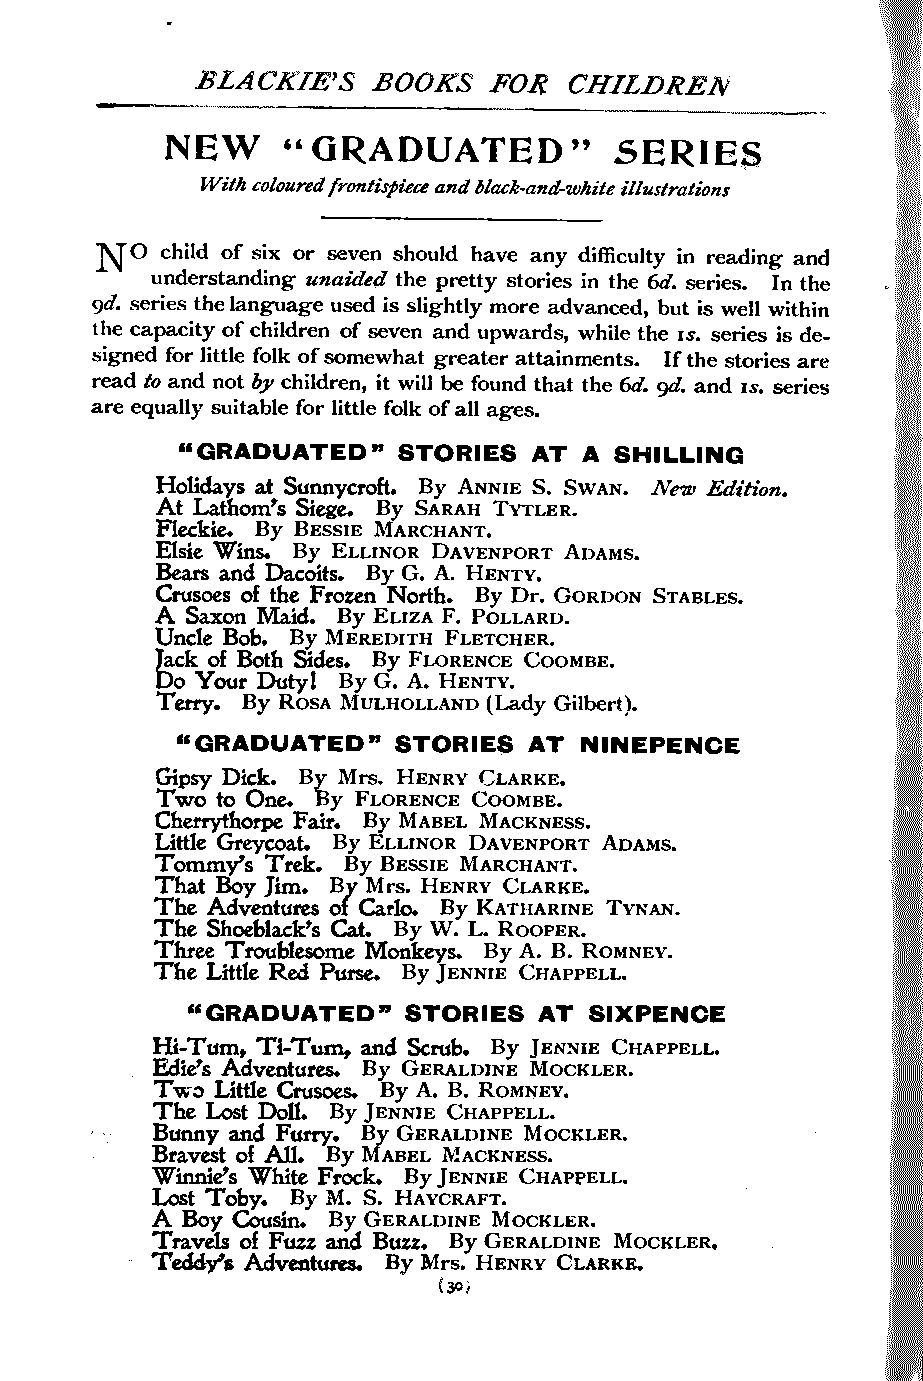 BLACKIE'S BOOKS FOR CHILDREN
NEW "GRADUATED" SERIES
With coloured frontispiece and black-and-white illustrations
NO child of six or seven should have any difficulty in reading and
understanding unaided the pretty stories in the 6d. series. In the
9d. series the language used is slightly more advanced, but is well within
the capacity of children of seven and upwards, while the 1s. series is de-
signed for little folk of somewhat greater attainments. If the stories are
read to and not by children, it will be found that the 6d. 9d. and 1s. series
are equally suitable for little folk of all ages.
"GRADUATED" STORIES AT A SHILLING
Holidays at Sunnycroft. By ANNIE S. SWAN. New Edition.
At Lathom's Siege. By SARAH TYTLER.
Fleckie. By BESSIE MARCHANT.
Elsie Wins. By ELLINOR DAVENPORT ADAMS.
Bears and Dacoits. By G. A. HENTY.
Crusoes of the Frozen North. By Dr. GORDON STABLES.
A Saxon Maid. By ELIZA F. POLLARD.
Uncle Bob. By MEREDITH FLETCHER.
Jack of Both Sides. By FLORENCE COOMBE.
Do Your Duty! By G. A. HENTY.
Terry. By ROSA MULHOLLAND (Lady Gilbert).
"GRADUATED" STORIES AT NINEPENCE
Gipsy Dick. By Mrs. HENRY CLARKE.
Two to One. By FLORENCE COOMBE.
Cherrythorpe Fair. By MABEL MACKNESS.
Little Greycoat. By ELLINOR DAVENPORT ADAMS.
Tommy's Trek. By BESSIE MARCHANT.
That Boy Jim. By Mrs. HENRY CLARKE.
The Adventures of Carlo. By KATHARINE TYNAN.
The Shoeblack's Cat. By W. L. ROOPER.
Three Troublesome Monkeys. By A. B. ROMNEY.
The Little Red Purse. By JENNIE CHAPPELL.
"GRADUATED" STORIES AT SIXPENCE
Hi-Tum, Ti-Tum, and Scrub. By JENNIE CHAPPELL.
Edie's Adventures. By GERALDINE MOCKLER.
Two Little Crusoes. By A. B. ROMNEY.
The Lost Doll. By JENNIE CHAPPELL.
Bunny and Furry. By GERALDINE MOCKLER.
Bravest of All. By MABEL MACKNESS.
Winnie's White Frock. By JENNIE CHAPPELL.
Lost Toby. By M. S. HAYCRAFT.
A Boy Cousin. By GERALDINE MOCKLER.
Travels of Fuzz and Buzz. By GERALDINE MOCKLER.
Teddy's Adventures. By Mrs. HENRY CLARKE.
(30)